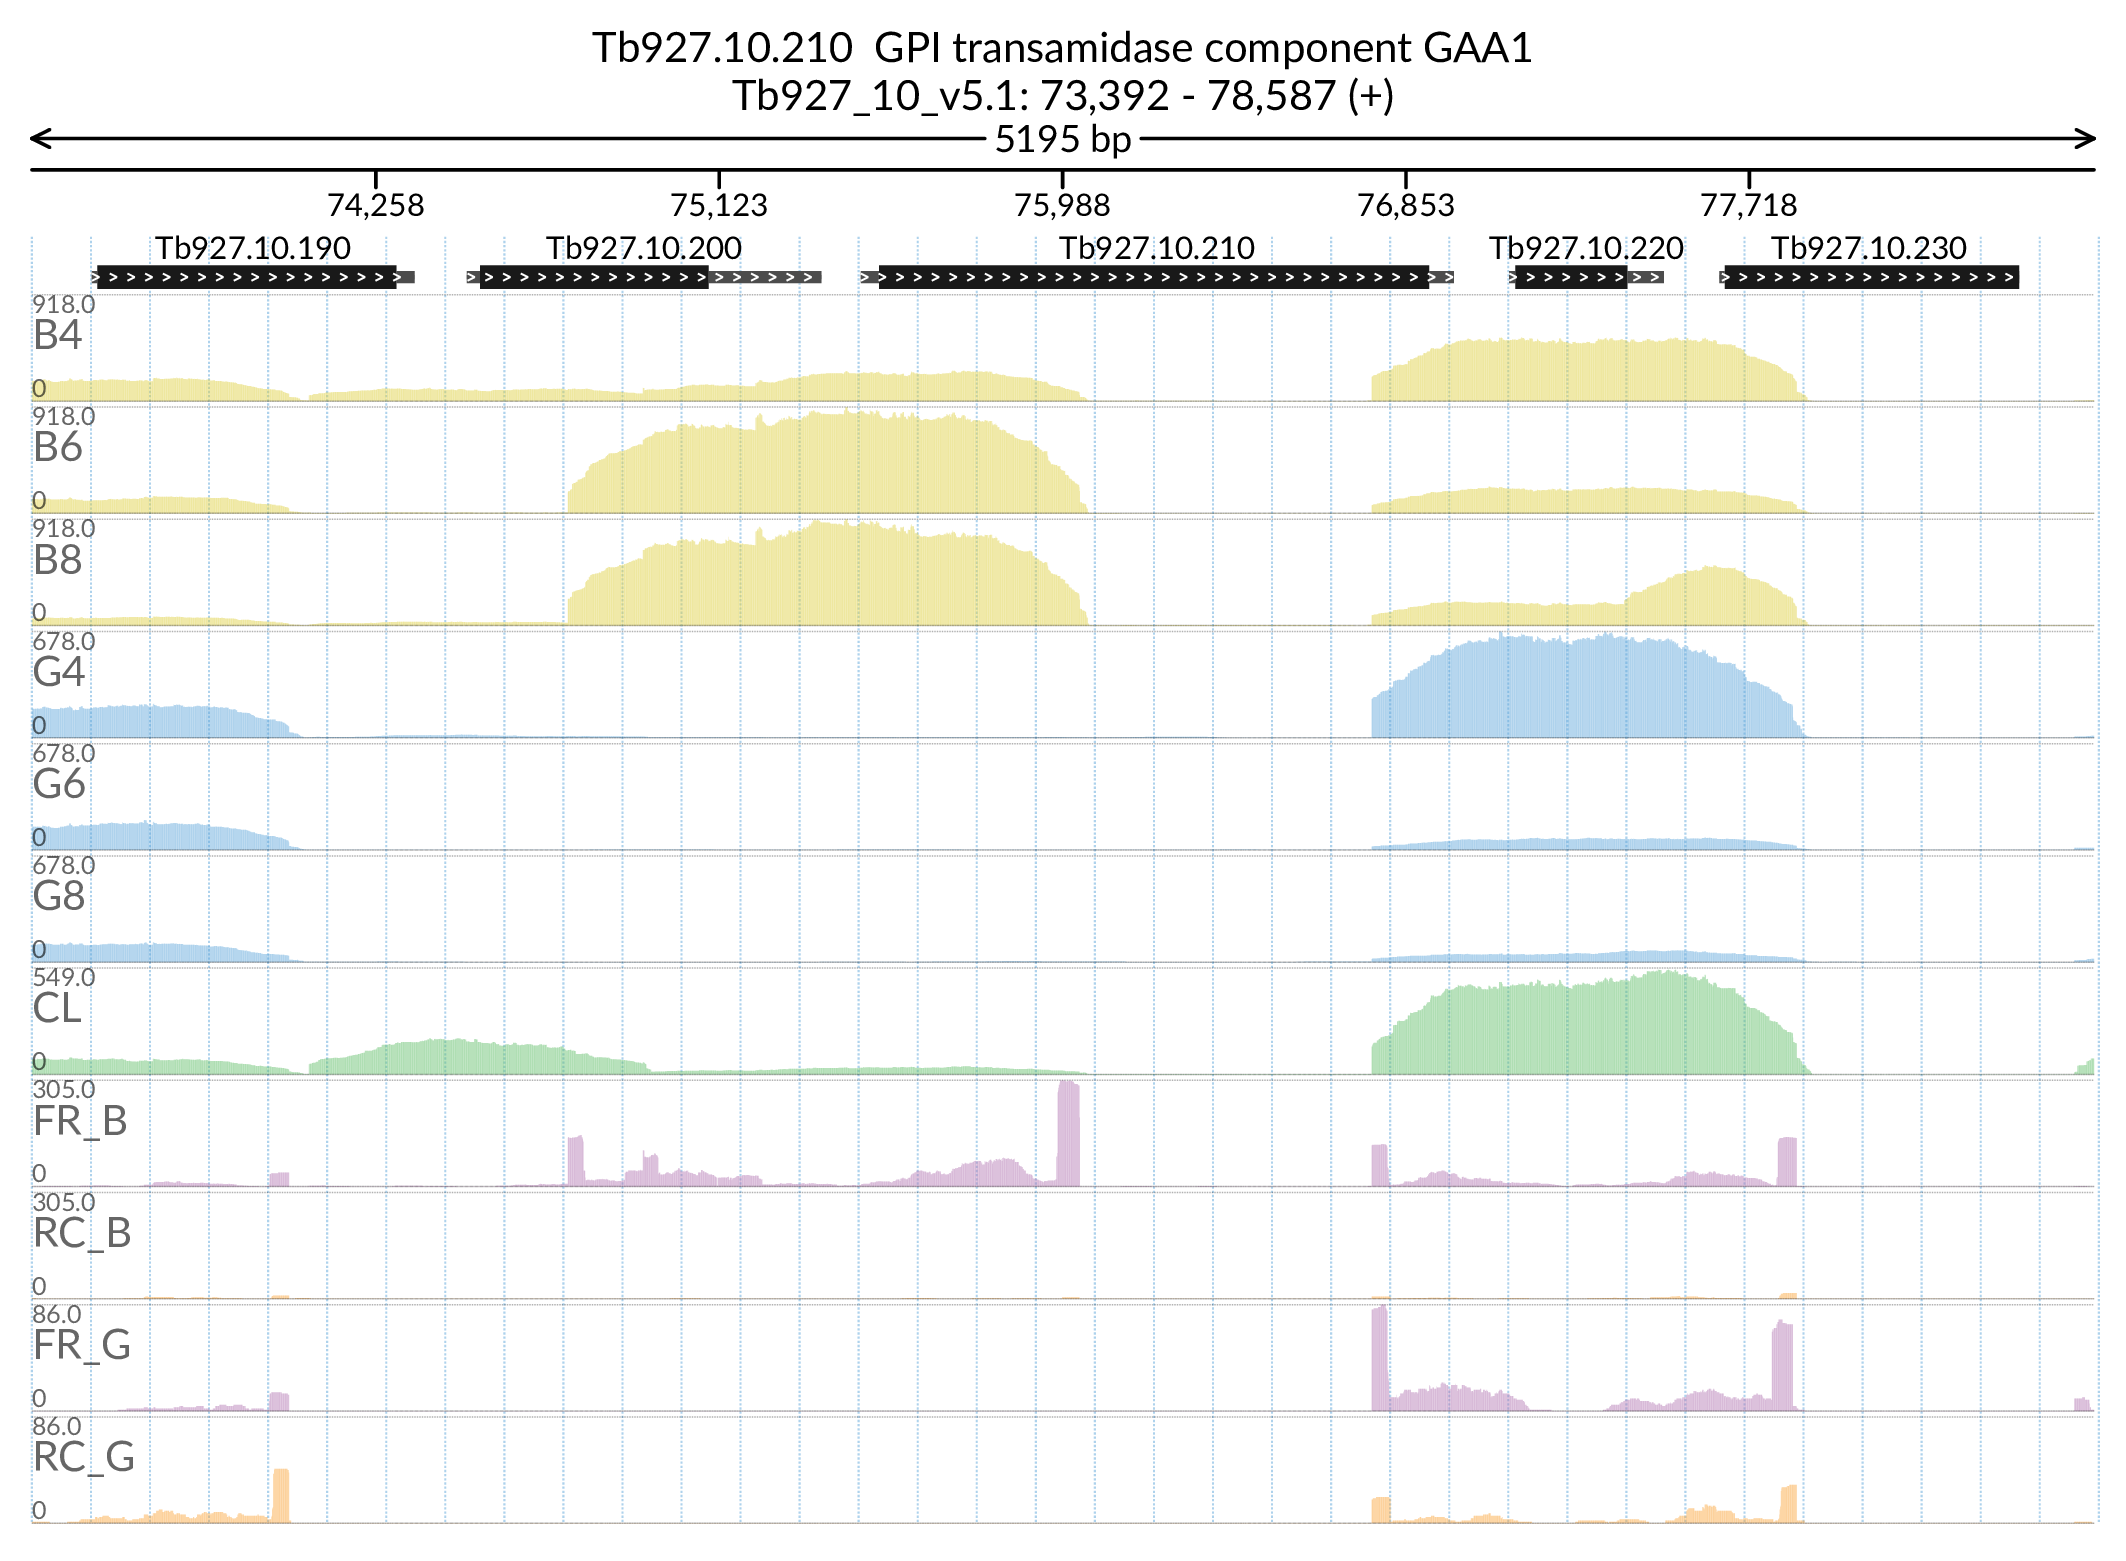 Tb927.10.210  GPI transamidase component GAA1
Tb927_10_v5.1: 73,392 - 78,587 (+)
5195 bp
74,258 75,123 75,988 76,853 77,718
Tb927.10.190 Tb927.10.200 Tb927.10.210 Tb927.10.220 Tb927.10.230
918.0
B4
0
918.0
B6
0
918.0
B8
0
678.0
G4
0
678.0
G6
0
678.0
G8
0
549.0
CL
0
305.0
FR_B
0
305.0
RC_B
0
86.0
FR_G
0
86.0
RC_G
0